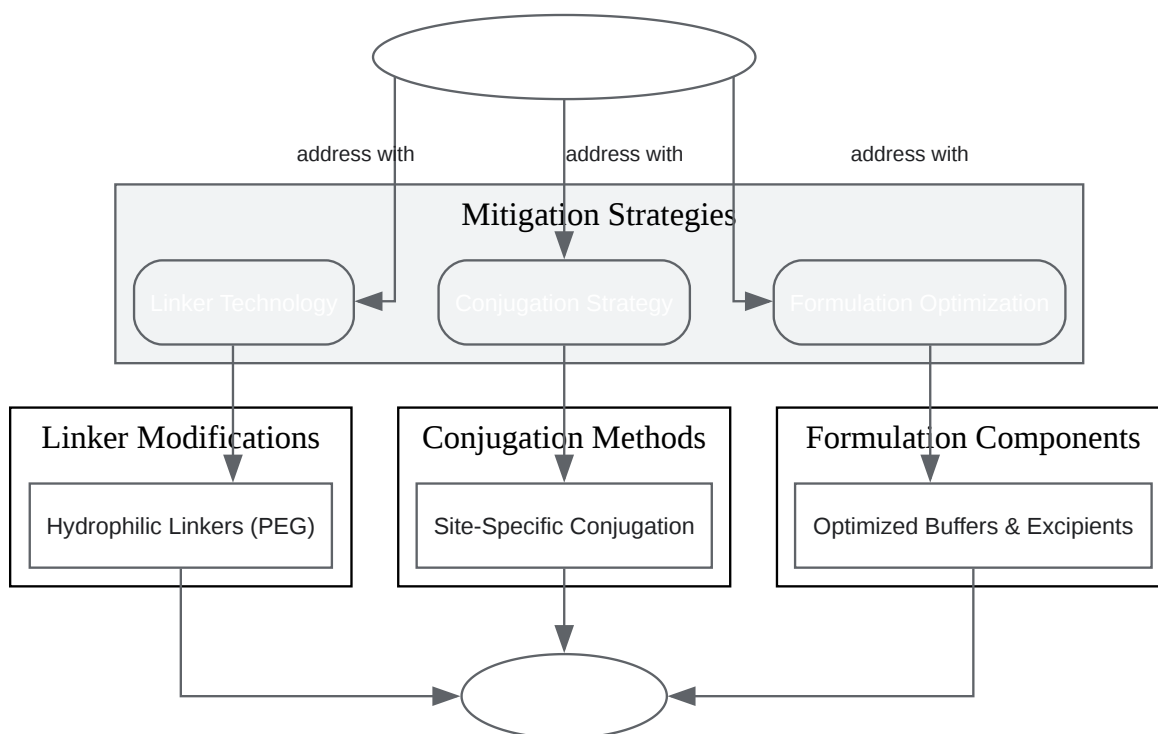 address with
address with
address with
Mitigation Strategies
Linker Technology
Conjugation Strategy
Formulation Optimization
Linker Modifications
Conjugation Methods
Formulation Components
Hydrophilic Linkers (PEG)
Site-Specific Conjugation
Optimized Buffers & Excipients